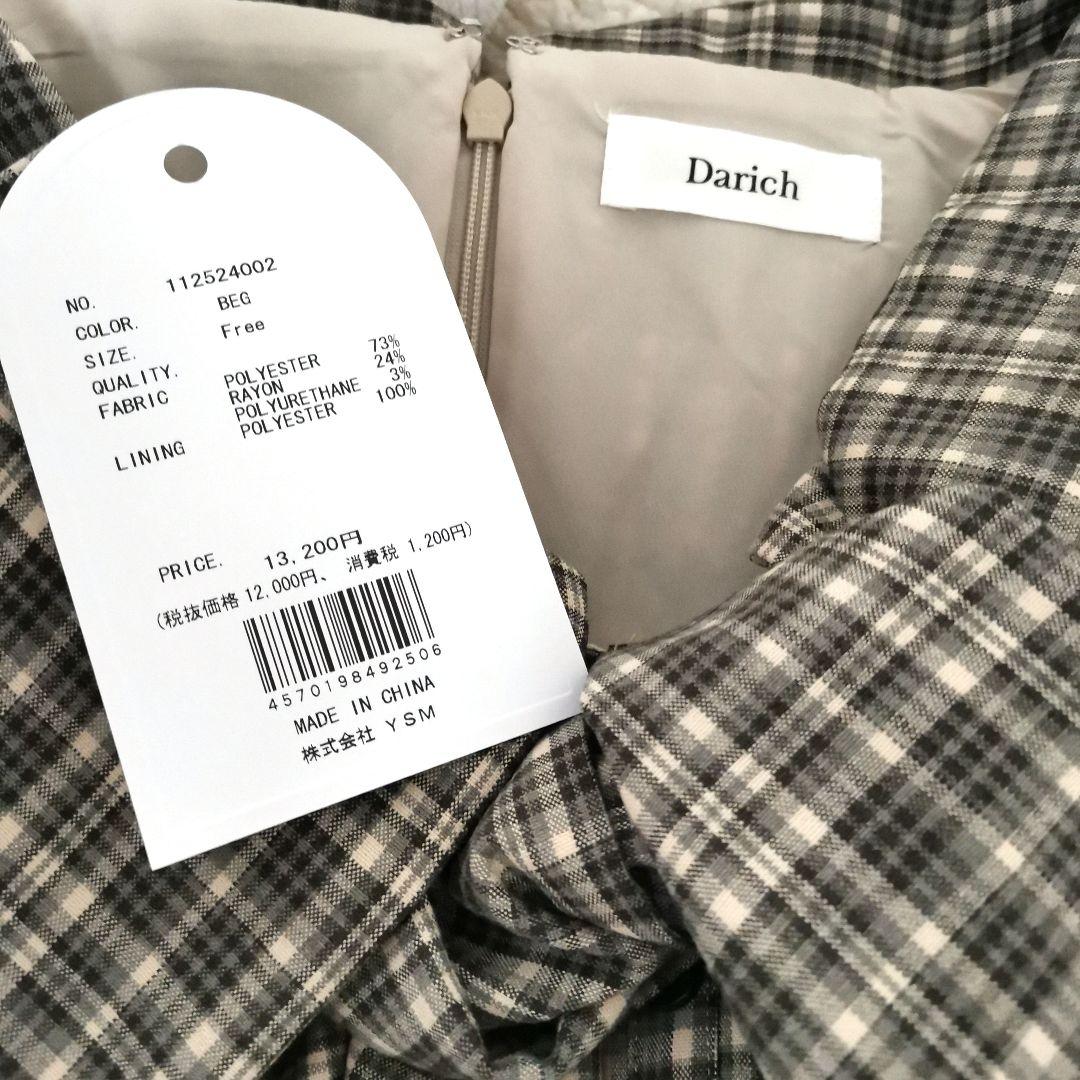 Darich
NO. 112524002
COLOR. BEG
SIZE. Free
QUALITY.
FABRIC POLYESTER 73%
RAYON 24%
POLYURETHANE 3%
LINING POLYESTER 100%
PRICE. 13,200円
(税抜価格 12,000円、 消費税 1,200円)
4570198492506
MADE IN CHINA
株式会社 YSM